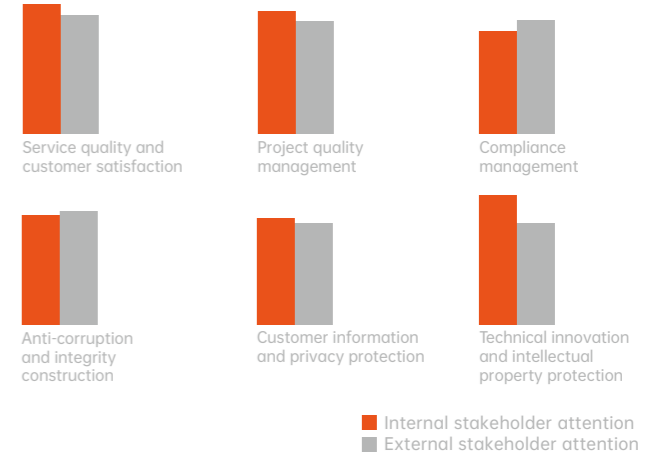 Service quality and
customer satisfaction
Project quality
management
Compliance
management
Anti-corruption
and integrity
construction
Customer information
and privacy protection
Technical innovation
and intellectual
property protection
Internal stakeholder attention
External stakeholder attention